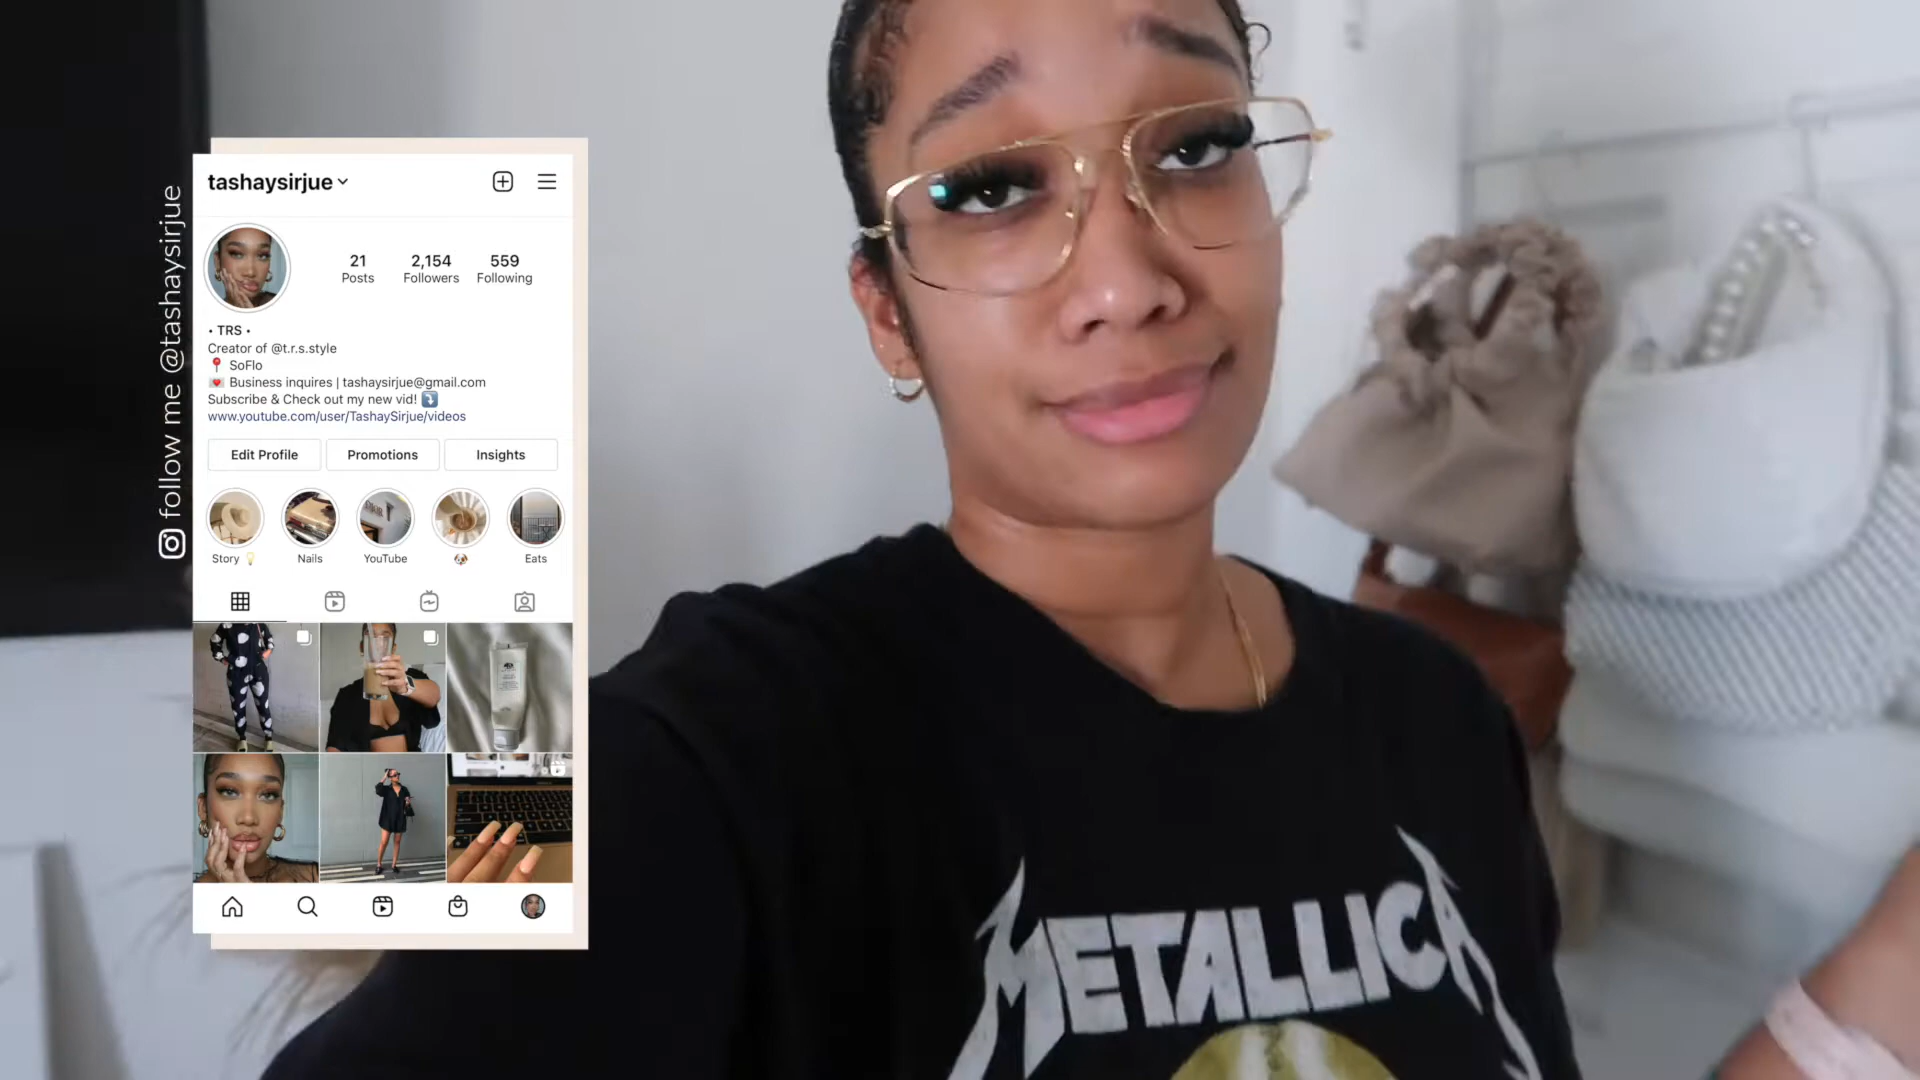 follow me @tashaysirjue
tashaysirjue
21
Posts
2,154
Followers
559
Following
• TRS •
Creator of @t.r.s.style
📍 SoFlo
💌 Business inquires | tashaysirjue@gmail.com
Subscribe & Check out my new vid! ⤵️
www.youtube.com/user/TashaySirjue/videos
Edit Profile
Promotions
Insights
Story 💡
Nails
YouTube
🐶
Eats
METALLICA